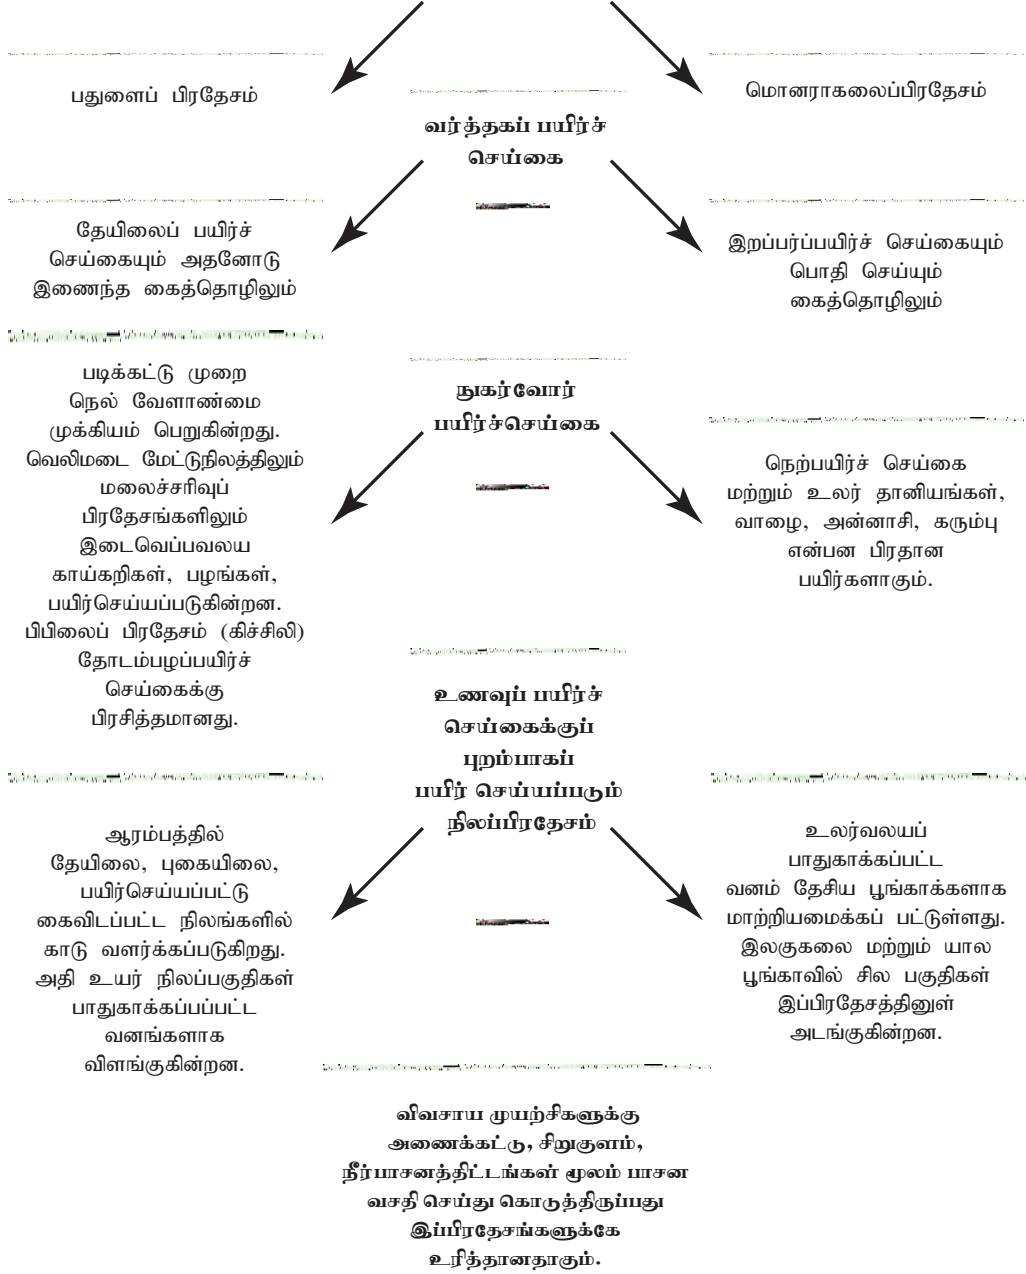 பதுளைப் பிரதேசம்
மொனராகலைப்பிரதேசம்
வர்த்தகப் பயிர்ச்
செய்கை
தேயிலைப் பயிர்ச்
செய்கையும் அதனோடு
இணைந்த கைத்தொழிலும்
இறப்பர்ப்பயிர்ச் செய்கையும்
பொதி செய்யும்
கைத்தொழிலும்
நுகர்வோர்
பயிர்ச்செய்கை
படிக்கட்டு முறை
நெல் வேளாண்மை
முக்கியம் பெறுகின்றது.
வெலிமடை மேட்டுநிலத்திலும்
மலைச்சரிவுப்
பிரதேசங்களிலும்
இடைவெப்பவலய
காய்கறிகள், பழங்கள்,
பயிர்செய்யப்படுகின்றன.
பிபிலைப் பிரதேசம் (கிச்சிலி)
தோடம்பழப்பயிர்ச்
செய்கைக்கு
பிரசித்தமானது.
நெற்பயிர்ச் செய்கை
மற்றும் உலர் தானியங்கள்,
வாழை, அன்னாசி, கரும்பு
என்பன பிரதான
பயிர்களாகும்.
உணவுப் பயிர்ச்
செய்கைக்குப்
புறம்பாகப்
பயிர் செய்யப்படும்
நிலப்பிரதேசம்
ஆரம்பத்தில்
தேயிலை, புகையிலை,
பயிர்செய்யப்பட்டு
கைவிடப்பட்ட நிலங்களில்
காடு வளர்க்கப்படுகிறது.
அதி உயர் நிலப்பகுதிகள்
பாதுகாக்கப்பப்பட்ட
வனங்களாக
விளங்குகின்றன.
உலர்வலயப்
பாதுகாக்கப்பட்ட
வனம் தேசிய பூங்காக்களாக
மாற்றியமைக்கப் பட்டுள்ளது.
இலகுகலை மற்றும் யால
பூங்காவில் சில பகுதிகள்
இப்பிரதேசத்தினுள்
அடங்குகின்றன.
விவசாய முயற்சிகளுக்கு
அணைக்கட்டு, சிறுகுளம்,
நீர்பாசனத்திட்டங்கள் மூலம் பாசன
வசதி செய்து கொடுத்திருப்பது
இப்பிரதேசங்களுக்கே
உரித்தானதாகும்.